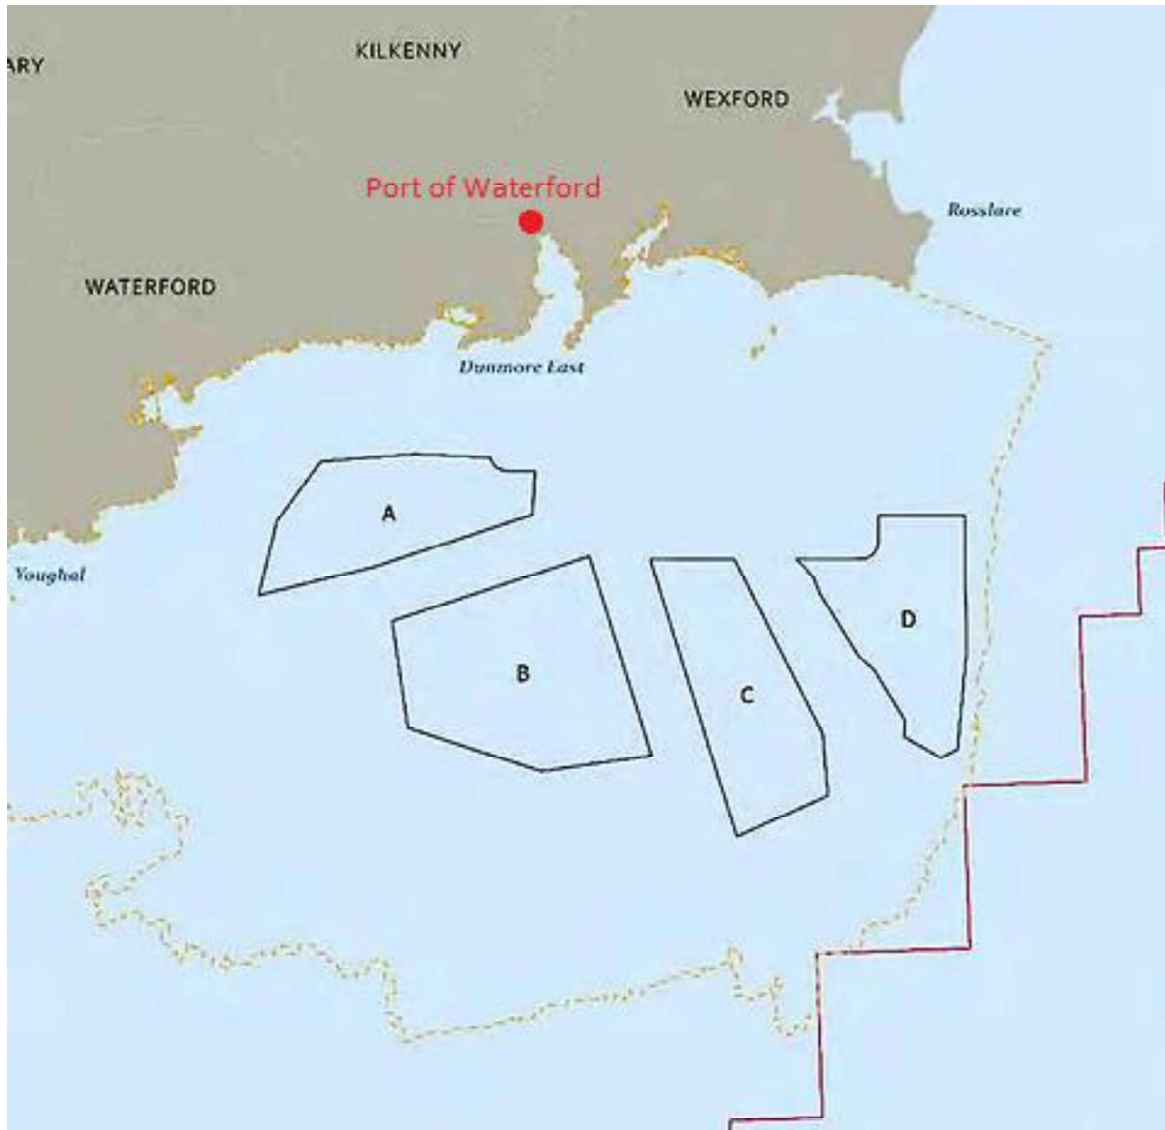 KILKENNY
ARY
WEXFORD
Port of Waterford
Rosslare
WATERFORD
Dunmore East
A
Youghal
D
B
C